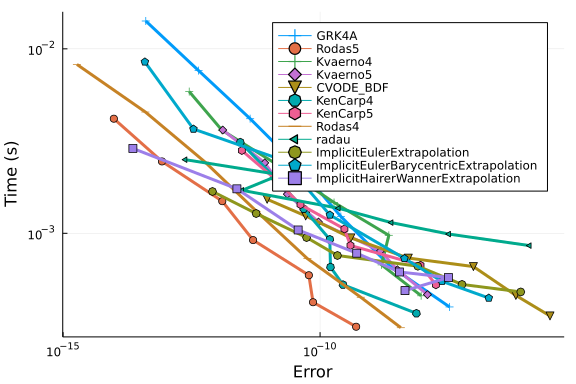 10⁻²
GRK4A
Rodas5
Kvaerno4
Kvaerno5
CVODE_BDF
KenCarp4
KenCarp5
Rodas4
radau
ImplicitEulerExtrapolation
ImplicitEulerBarycentricExtrapolation
ImplicitHairerWannerExtrapolation
Time (s)
10⁻³
10⁻¹⁵
10⁻¹⁰
Error